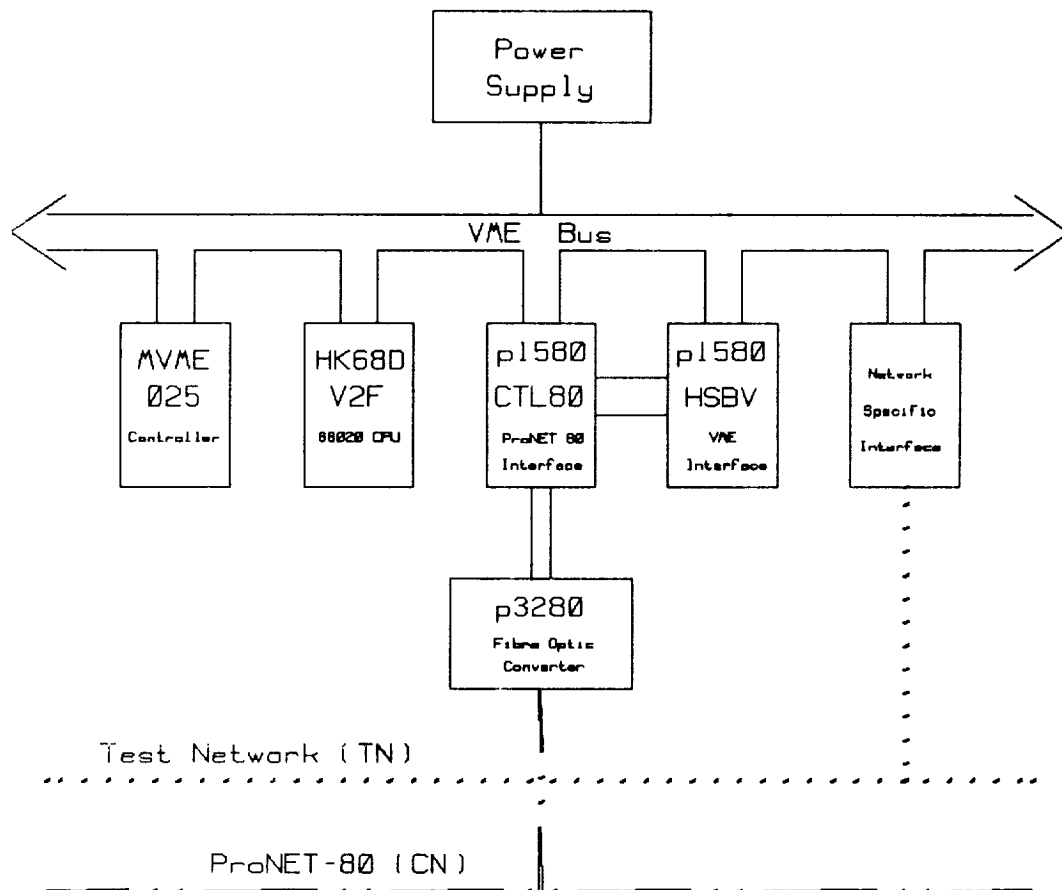 Power
Supply
VME Bus
MVME
025
Controller
HK68D
V2F
68020 CPU
p1580
CTL80
ProNET 80
Interface
p1580
HSBV
VME
Interface
Network
Specific
Interface
p3280
Fibre Optic
Converter
Test Network (TN)
ProNET-80 (CN)